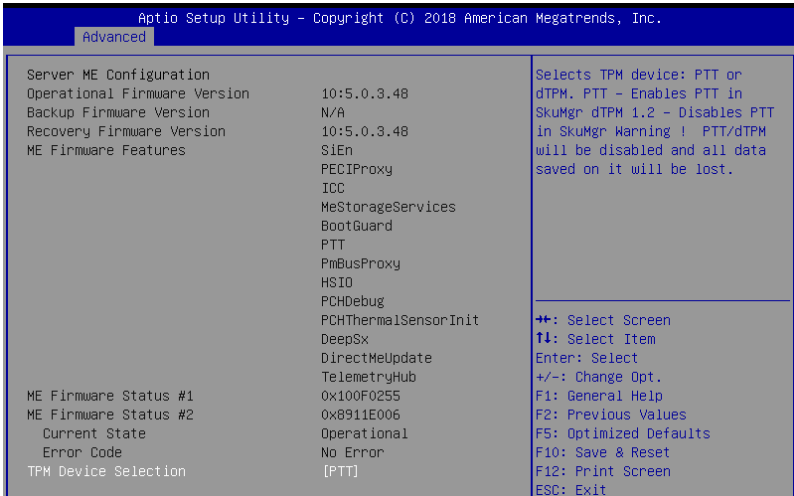 Aptio Setup Utility – Copyright (C) 2018 American Megatrends, Inc.
Advanced
Server ME Configuration
Operational Firmware Version 10:5.0.3.48
Backup Firmware Version N/A
Recovery Firmware Version 10:5.0.3.48
ME Firmware Features SiEn
PECIProxy
ICC
MeStorageServices
BootGuard
PTT
PmBusProxy
HSIO
PCHDebug
PCHThermalSensorInit
DeepSx
DirectMeUpdate
TelemetryHub
ME Firmware Status #1 0x100F0255
ME Firmware Status #2 0x8911E006
Current State Operational
Error Code No Error
TPM Device Selection [PTT]
Selects TPM device: PTT or
dTPM. PTT – Enables PTT in
SkuMgr dTPM 1.2 – Disables PTT
in SkuMgr Warning ! PTT/dTPM
will be disabled and all data
saved on it will be lost.
→←: Select Screen
↑↓: Select Item
Enter: Select
+/-: Change Opt.
F1: General Help
F2: Previous Values
F5: Optimized Defaults
F10: Save & Reset
F12: Print Screen
ESC: Exit